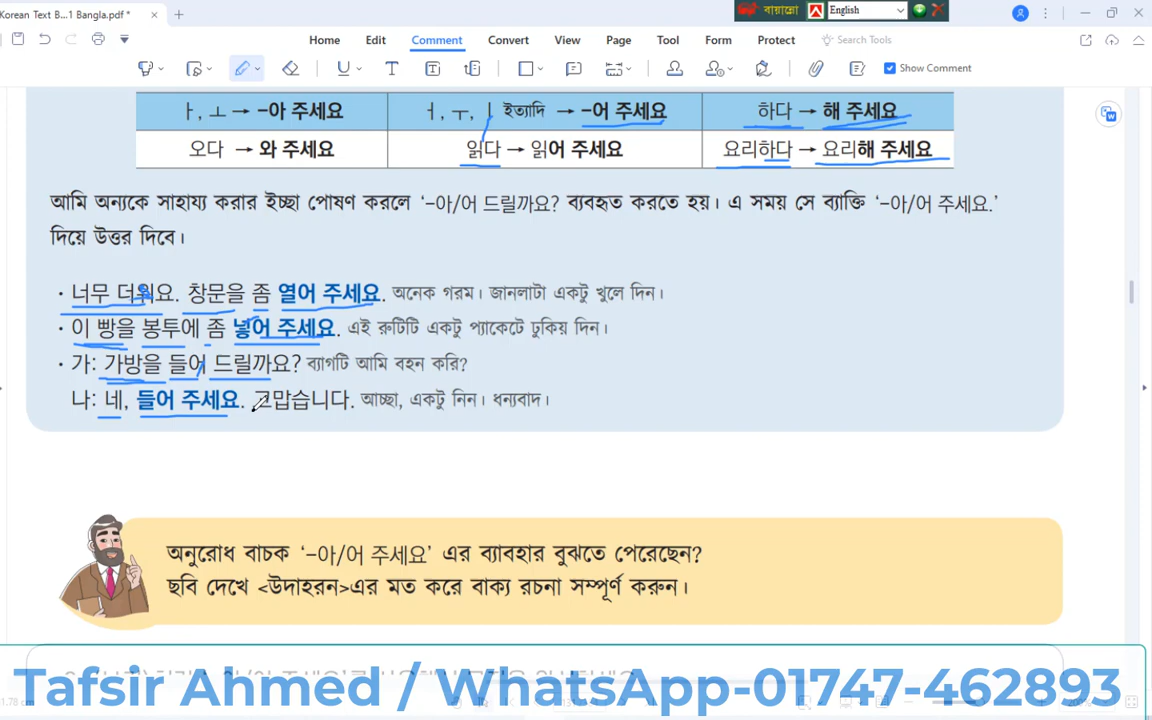 Korean Text B...1 Bangla.pdf *
বায়ান্নো English
Home Edit Comment Convert View Page Tool Form Protect Search Tools
Show Comment
ㅏ, ㅗ → -아 주세요 ㅓ, ㅜ, ㅣ ইত্যাদি → -어 주세요 하다 → 해 주세요
오다 → 와 주세요 읽다 → 읽어 주세요 요리하다 → 요리해 주세요
আমি অন্যকে সাহায্য করার ইচ্ছা পোষণ করলে ‘-아/어 드릴까요? ব্যবহৃত করতে হয়। এ সময় সে ব্যাক্তি ‘-아/어 주세요.’
দিয়ে উত্তর দিবে।
· 너무 더워요. 창문을 좀 열어 주세요. অনেক গরম। জানলাটা একটু খুলে দিন।
· 이 빵을 봉투에 좀 넣어 주세요. এই রুটিটি একটু প্যাকেটে ঢুকিয় দিন।
· 가: 가방을 들어 드릴까요? ব্যাগটি আমি বহন করি?
나: 네, 들어 주세요. 고맙습니다. আচ্ছা, একটু নিন। ধন্যবাদ।
অনুরোধ বাচক ‘-아/어 주세요’ এর ব্যাবহার বুঝতে পেরেছেন?
ছবি দেখে <উদাহরন>এর মত করে বাক্য রচনা সম্পূর্ণ করুন।
Tafsir Ahmed / WhatsApp-01747-462893